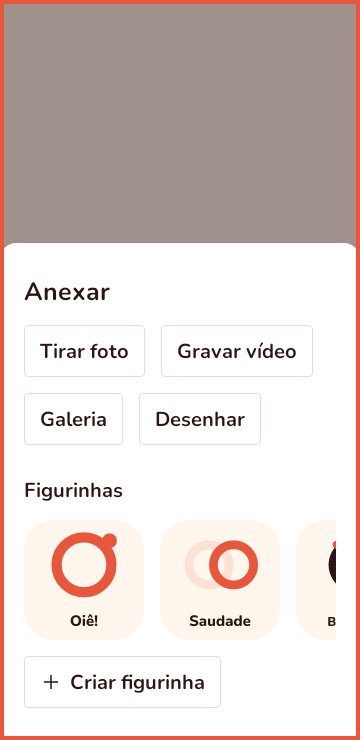 Anexar
Tirar foto
Gravar vídeo
Galeria
Desenhar
Figurinhas
Oiê!
Saudade
Criar figurinha